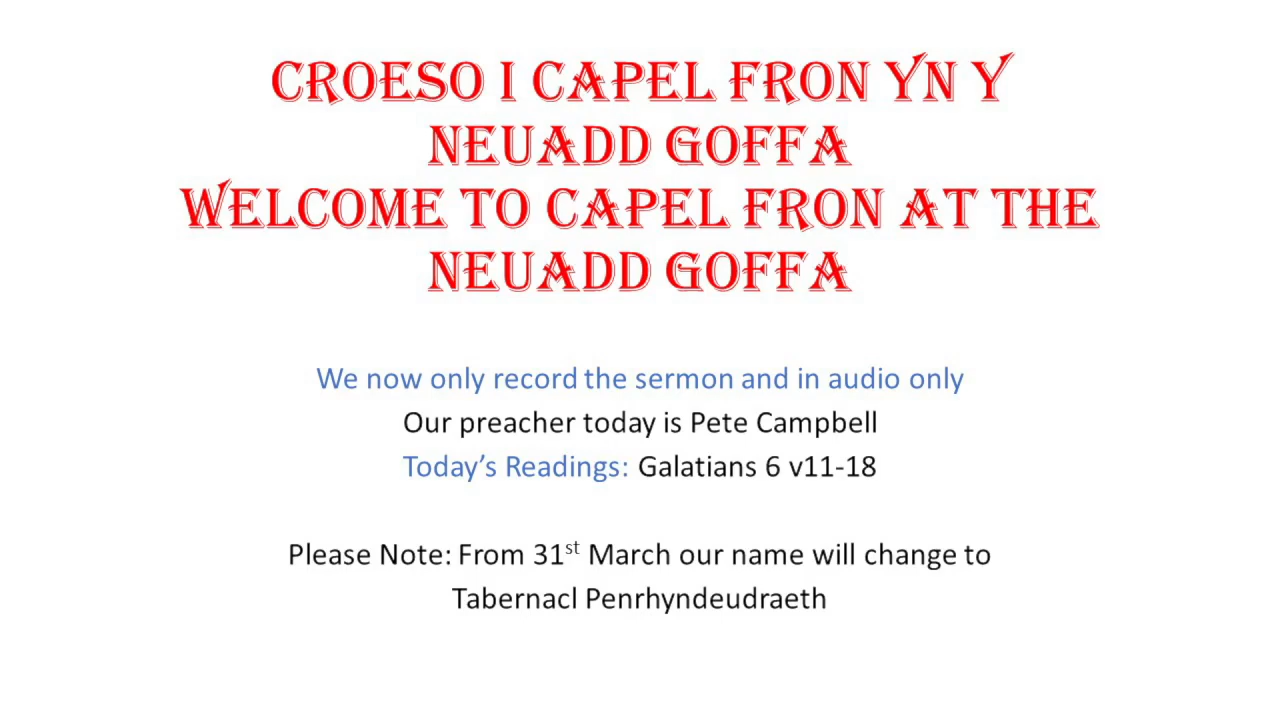 CROESO I CAPEL FRON YN Y
NEUADD GOFFA
WELCOME TO CAPEL FRON AT THE
NEUADD GOFFA
We now only record the sermon and in audio only
Our preacher today is Pete Campbell
Today’s Readings: Galatians 6 v11-18
Please Note: From 31st March our name will change to
Tabernacl Penrhyndeudraeth